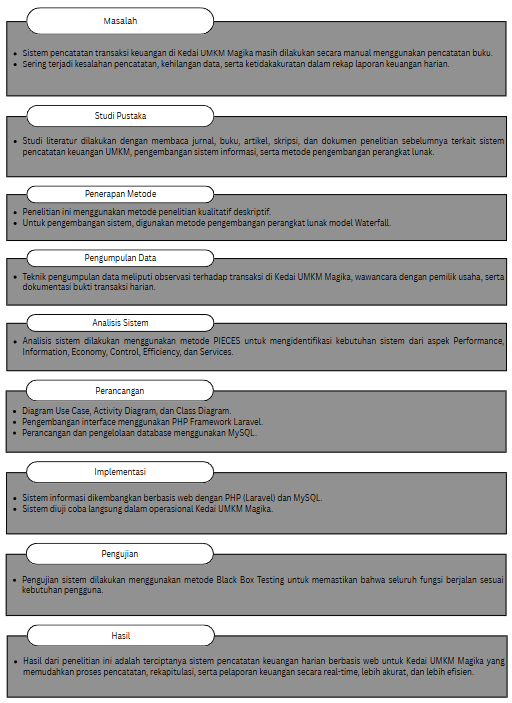 Masalah
• Sistem pencatatan transaksi keuangan di Kedai UMKM Magika masih dilakukan secara manual menggunakan pencatatan buku.
• Sering terjadi kesalahan pencatatan, kehilangan data, serta ketidakakuratan dalam rekap laporan keuangan harian.
Studi Pustaka
• Studi literatur dilakukan dengan membaca jurnal, buku, artikel, skripsi, dan dokumen penelitian sebelumnya terkait sistem
pencatatan keuangan UMKM, pengembangan sistem informasi, serta metode pengembangan perangkat lunak.
Penerapan Metode
• Penelitian ini menggunakan metode penelitian kualitatif deskriptif.
• Untuk pengembangan sistem, digunakan metode pengembangan perangkat lunak model Waterfall.
Pengumpulan Data
• Teknik pengumpulan data meliputi observasi terhadap transaksi di Kedai UMKM Magika, wawancara dengan pemilik usaha, serta
dokumentasi bukti transaksi harian.
Analisis Sistem
• Analisis sistem dilakukan menggunakan metode PIECES untuk mengidentifikasi kebutuhan sistem dari aspek Performance,
Information, Economy, Control, Efficiency, dan Services.
Perancangan
• Diagram Use Case, Activity Diagram, dan Class Diagram.
• Pengembangan interface menggunakan PHP Framework Laravel.
• Perancangan dan pengelolaan database menggunakan MySQL.
Implementasi
• Sistem informasi dikembangkan berbasis web dengan PHP (Laravel) dan MySQL.
• Sistem diuji coba langsung dalam operasional Kedai UMKM Magika.
Pengujian
• Pengujian sistem dilakukan menggunakan metode Black Box Testing untuk memastikan bahwa seluruh fungsi berjalan sesuai
kebutuhan pengguna.
Hasil
• Hasil dari penelitian ini adalah terciptanya sistem pencatatan keuangan harian berbasis web untuk Kedai UMKM Magika yang
memudahkan proses pencatatan, rekapitulasi, serta pelaporan keuangan secara real-time, lebih akurat, dan lebih efisien.